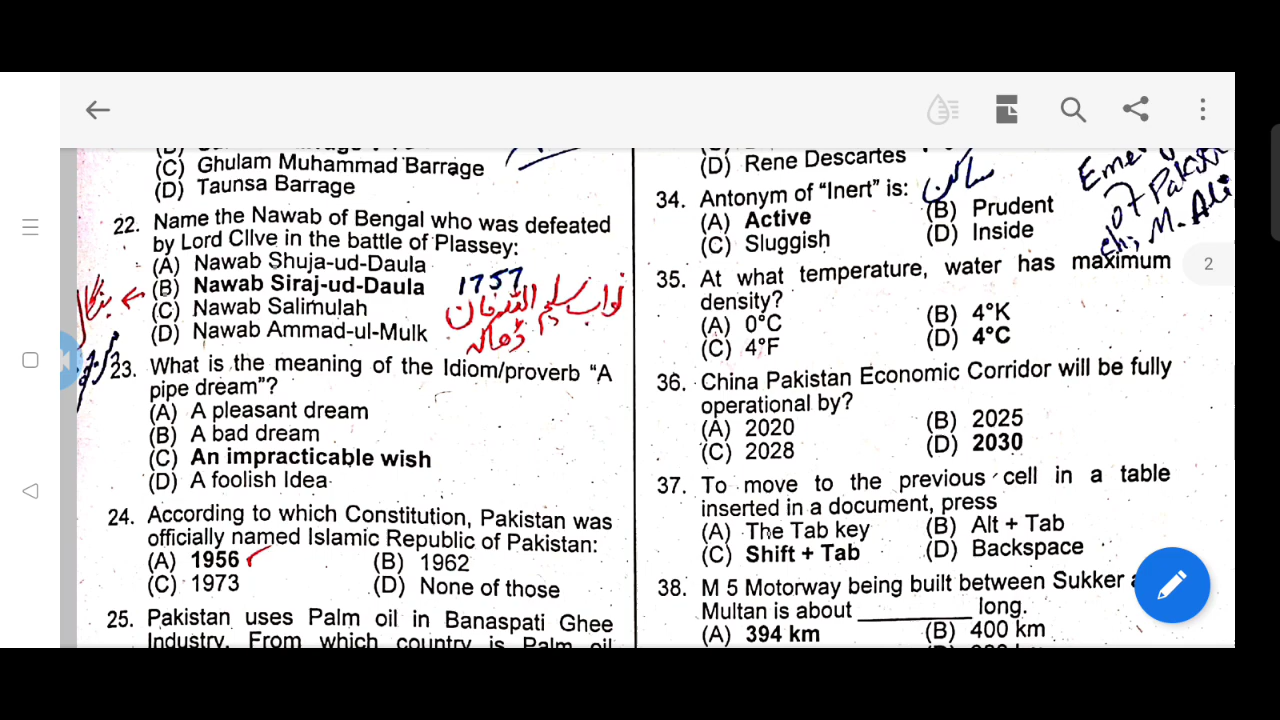 (C) Ghulam Muhammad Barrage
(D) Taunsa Barrage
22. Name the Nawab of Bengal who was defeated
by Lord Clive in the battle of Plassey:
(A) Nawab Shuja-ud-Daula
(B) Nawab Siraj-ud-Daula 1757
(C) Nawab Salimulah نواب سلیم اللہ خان
(D) Nawab Ammad-ul-Mulk ڈھاکہ
بنگال
23. What is the meaning of the Idiom/proverb “A
pipe dream”?
(A) A pleasant dream
(B) A bad dream
(C) An impracticable wish
(D) A foolish Idea
24. According to which Constitution, Pakistan was
officially named Islamic Republic of Pakistan:
(A) 1956 (B) 1962
(C) 1973 (D) None of those
25. Pakistan uses Palm oil in Banaspati Ghee
Industry. From which country is Palm oil
(D) Rene Descartes
34. Antonym of “Inert” is: ساکن
(A) Active (B) Prudent
(C) Sluggish (D) Inside
of Pakist
ch; M. Ali
2
35. At what temperature, water has maximum
density?
(A) 0°C (B) 4°K
(C) 4°F (D) 4°C
36. China Pakistan Economic Corridor will be fully
operational by?
(A) 2020 (B) 2025
(C) 2028 (D) 2030
37. To move to the previous cell in a table
inserted in a document, press
(A) The Tab key (B) Alt + Tab
(C) Shift + Tab (D) Backspace
38. M 5 Motorway being built between Sukker
Multan is about ________ long.
(A) 394 km (B) 400 km